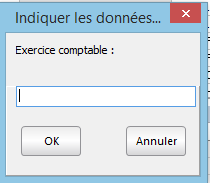 Indiquer les données...
Exercice comptable :
OK
Annuler